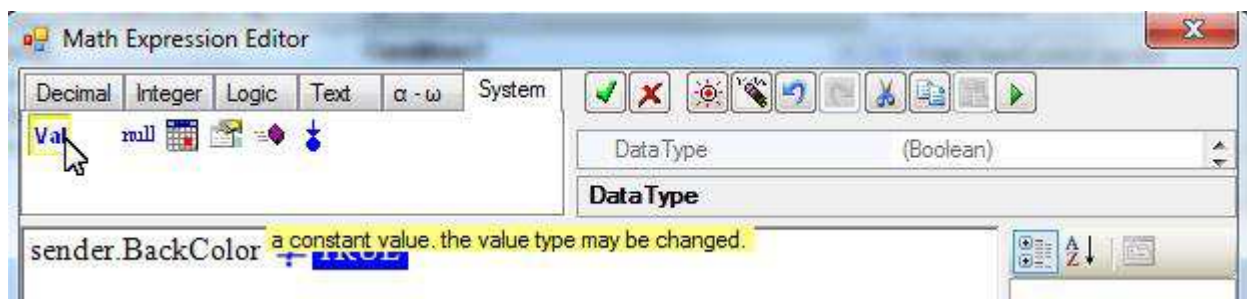 Math Expression Editor
Decimal Integer Logic Text α - ω System
Val null
DataType (Boolean)
DataType
a constant value. the value type may be changed.
sender.BackColor TRUE